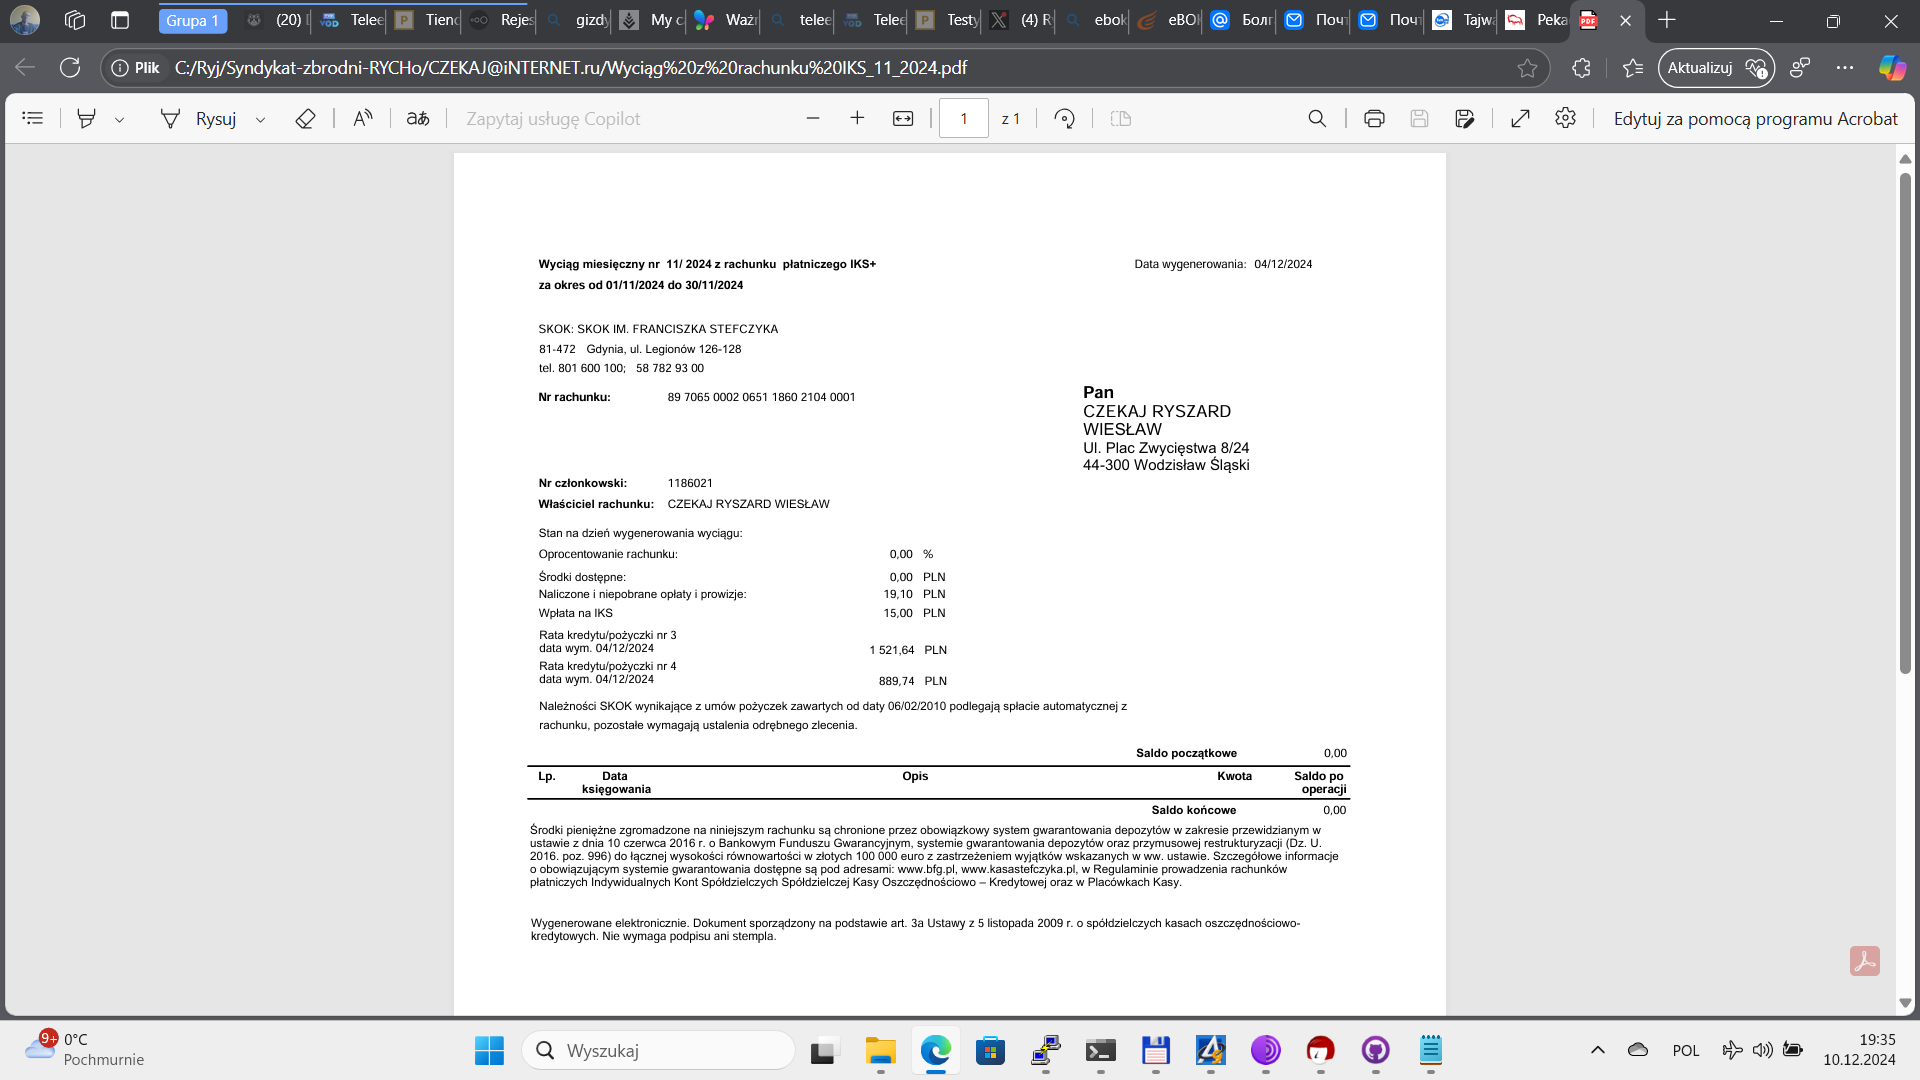 Grupa 1
(20)
Telee
Tienc
Rejes
gizdy
My c
Ważn
telee
Telee
Testy
(4) R
ebok
eBOK
Болг
Почт
Почт
Tajwa
Peka
Plik
C:/Ryj/Syndykat-zbrodni-RYCHo/CZEKAJ@iNTERNET.ru/Wyciąg%20z%20rachunku%20IKS_11_2024.pdf
Aktualizuj
Rysuj
Zapytaj usługę Copilot
1
z 1
Edytuj za pomocą programu Acrobat
Wyciąg miesięczny nr 11/ 2024 z rachunku płatniczego IKS+
Data wygenerowania: 04/12/2024
za okres od 01/11/2024 do 30/11/2024
SKOK: SKOK IM. FRANCISZKA STEFCZYKA
81-472 Gdynia, ul. Legionów 126-128
tel. 801 600 100; 58 782 93 00
Nr rachunku: 89 7065 0002 0651 1860 2104 0001
Pan
CZEKAJ RYSZARD
WIESŁAW
Ul. Plac Zwycięstwa 8/24
44-300 Wodzisław Śląski
Nr członkowski: 1186021
Właściciel rachunku: CZEKAJ RYSZARD WIESŁAW
Stan na dzień wygenerowania wyciągu:
Oprocentowanie rachunku: 0,00 %
Środki dostępne: 0,00 PLN
Naliczone i niepobrane opłaty i prowizje: 19,10 PLN
Wpłata na IKS 15,00 PLN
Rata kredytu/pożyczki nr 3
data wym. 04/12/2024 1 521,64 PLN
Rata kredytu/pożyczki nr 4
data wym. 04/12/2024 889,74 PLN
Należności SKOK wynikające z umów pożyczek zawartych od daty 06/02/2010 podlegają spłacie automatycznej z
rachunku, pozostałe wymagają ustalenia odrębnego zlecenia.
Saldo początkowe 0,00
Lp. Data Opis Kwota Saldo po
księgowania operacji
Saldo końcowe 0,00
Środki pieniężne zgromadzone na niniejszym rachunku są chronione przez obowiązkowy system gwarantowania depozytów w zakresie przewidzianym w
ustawie z dnia 10 czerwca 2016 r. o Bankowym Funduszu Gwarancyjnym, systemie gwarantowania depozytów oraz przymusowej restrukturyzacji (Dz. U.
2016. poz. 996) do łącznej wysokości równowartości w złotych 100 000 euro z zastrzeżeniem wyjątków wskazanych w ww. ustawie. Szczegółowe informacje
o obowiązującym systemie gwarantowania dostępne są pod adresami: www.bfg.pl, www.kasastefczyka.pl, w Regulaminie prowadzenia rachunków
płatniczych Indywidualnych Kont Spółdzielczych Spółdzielczej Kasy Oszczędnościowo – Kredytowej oraz w Placówkach Kasy.
Wygenerowane elektronicznie. Dokument sporządzony na podstawie art. 3a Ustawy z 5 listopada 2009 r. o spółdzielczych kasach oszczędnościowo-
kredytowych. Nie wymaga podpisu ani stempla.
9+
0°C
Pochmurnie
Wyszukaj
POL
19:35
10.12.2024